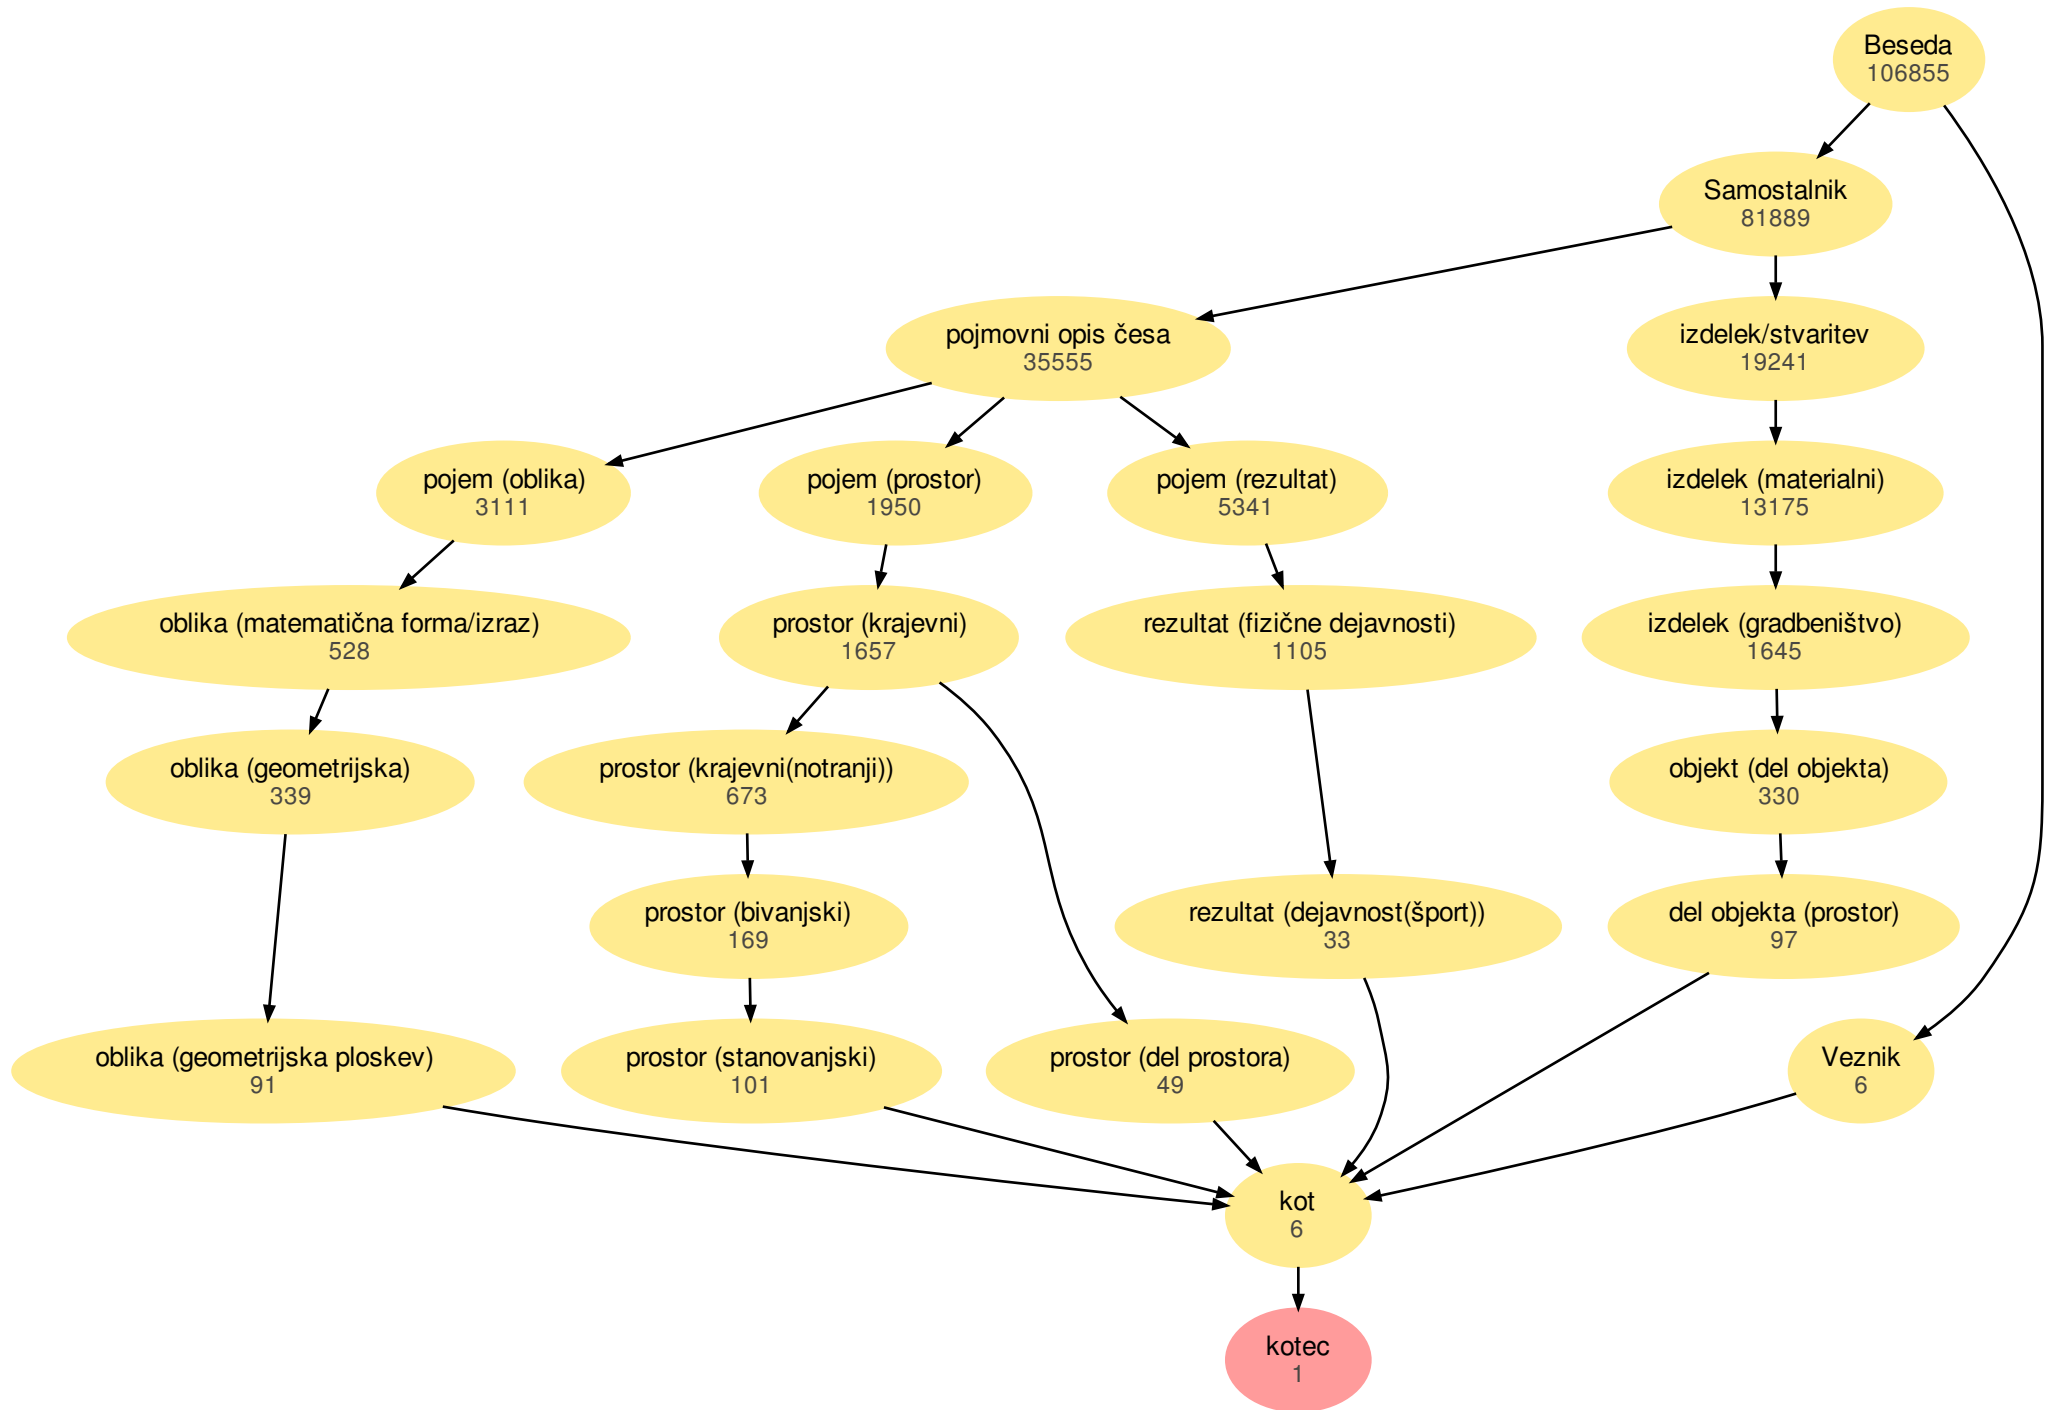 Beseda
106855
Samostalnik
81889
pojmovni opis česa
35555
izdelek/stvaritev
19241
pojem (oblika)
3111
pojem (prostor)
1950
pojem (rezultat)
5341
izdelek (materialni)
13175
oblika (matematična forma/izraz)
528
prostor (krajevni)
1657
rezultat (fizične dejavnosti)
1105
izdelek (gradbeništvo)
1645
oblika (geometrijska)
339
prostor (krajevni(notranji))
673
objekt (del objekta)
330
prostor (bivanjski)
169
rezultat (dejavnost(šport))
33
del objekta (prostor)
97
oblika (geometrijska ploskev)
91
prostor (stanovanjski)
101
prostor (del prostora)
49
Veznik
6
kot
6
kotec
1